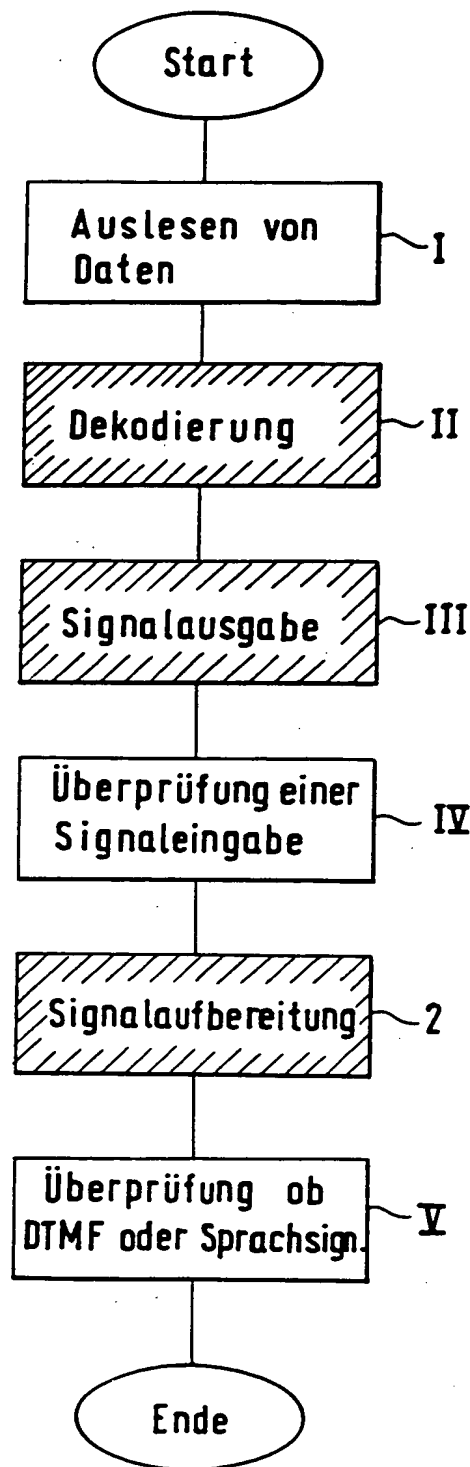 Start
Auslesen von
Daten
I
Dekodierung
II
Signalausgabe
III
Überprüfung einer
Signaleingabe
IV
Signalaufbereitung
2
Überprüfung ob
DTMF oder Sprachsign.
V
Ende